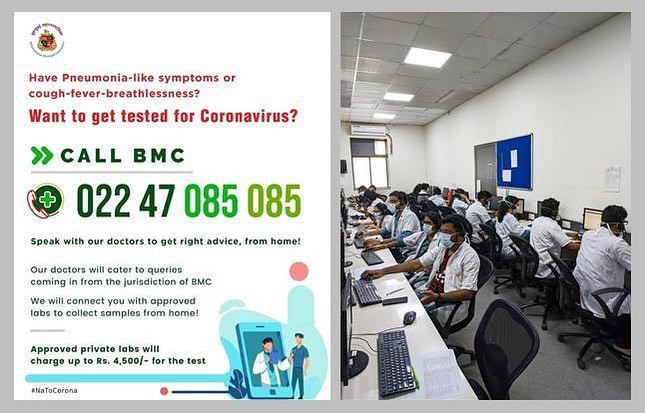 Have Pneumonia-like symptoms or
cough-fever-breathlessness?
Want to get tested for Coronavirus?
CALL BMC
022 47 085 085
Speak with our doctors to get right advice, from home!
Our doctors will cater to queries
coming in from the jurisdiction of BMC
We will connect you with approved
labs to collect samples from home!
Approved private labs will
charge up to Rs. 4,500/- for the test
#NaToCorona